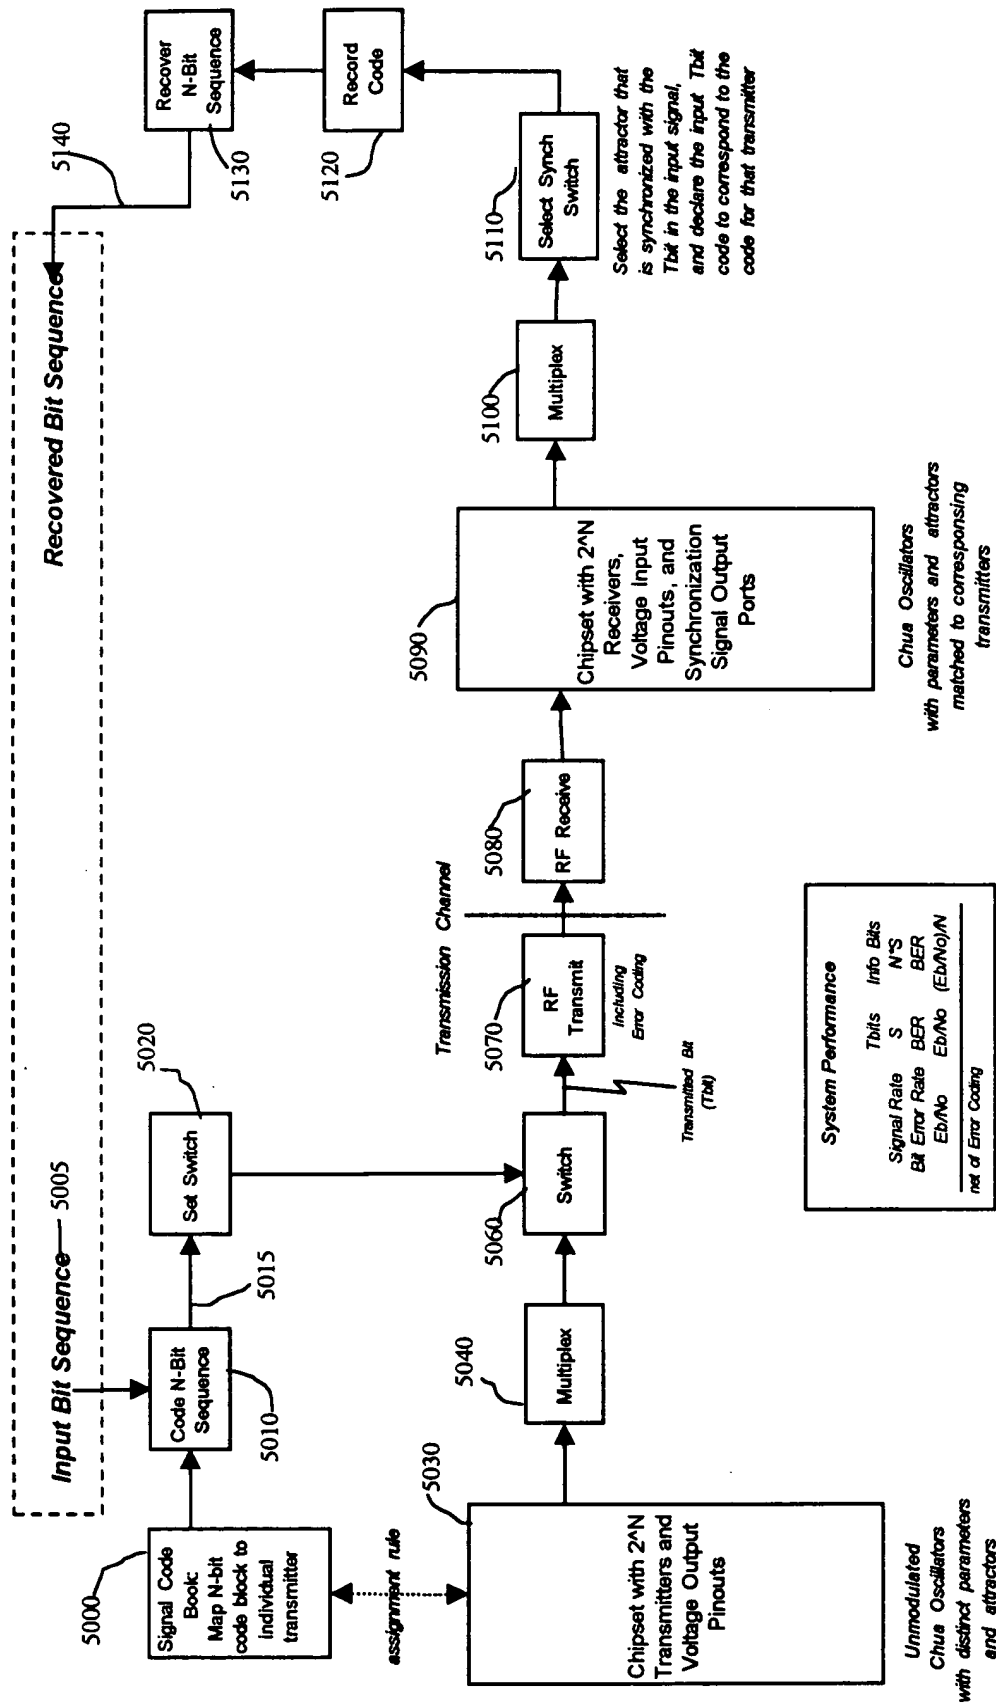 Input Bit Sequence
5005
Recovered Bit Sequence
5140
5000
Signal Code
Book:
Map N-bit
code block to
individual
transmitter
Code N-Bit
Sequence
5010
5015
Set Switch
5020
Recover
N-Bit
Sequence
5130
Record
Code
5120
assignment rule
5030
Chipset with 2^N
Transmitters and
Voltage Output
Pinouts
Unmodulated
Chua Oscillators
with distinct parameters
and attractors
5040
Multiplex
5060
Switch
Transmitted Bit
(Tbit)
5070
RF
Transmit
Including
Error Coding
Transmission Channel
5080
RF Receive
5090
Chipset with 2^N
Receivers,
Voltage Input
Pinouts, and
Synchronization
Signal Output
Ports
Chua Oscillators
with parameters and attractors
matched to corresponsing
transmitters
5100
Multiplex
5110
Select Synch
Switch
Select the attractor that
is synchronized with the
Tbit in the input signal,
and declare the input Tbit
code to correspond to the
code for that transmitter
System Performance
Tbits Info Bits
Signal Rate S N*S
Bit Error Rate BER BER
Eb/No Eb/No (Eb/No)/N
net of Error Coding